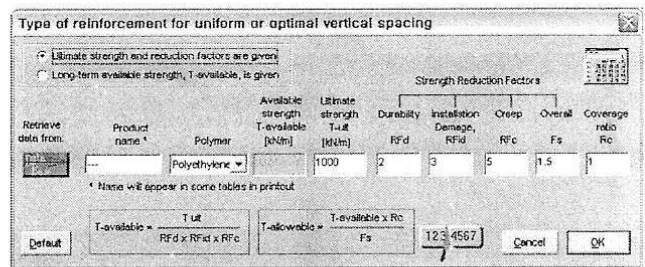 Type of reinforcement for uniform or optimal vertical spacing
Ultimate strength and reduction factors are given
Long-term available strength, T-available, is given
Strength Reduction Factors
Retrieve data from:
Product name *
Polymer
Available strength T-available [kN/m]
Ultimate strength T-ult [kN/m]
Durability RFd
Installation Damage, RFid
Creep RFc
Overall Fs
Coverage ratio Rc
---
Polyethylene
1000
2
3
5
1.5
1
* Name will appear in some tables in printout
Default
T-available = T ult / RFd x RFid x RFc
T-allowable = T-available x Rc / Fs
123 4567
Cancel
OK